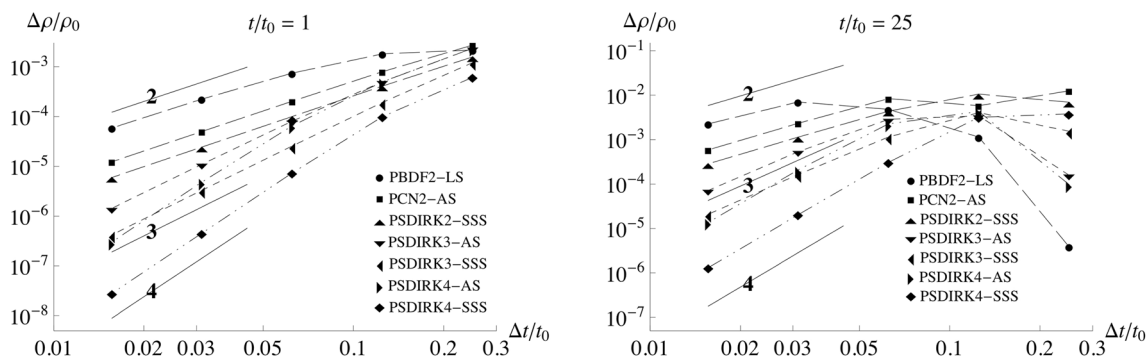 Δρ/ρ₀
t/t₀ = 1
10⁻³
10⁻⁴
10⁻⁵
10⁻⁶
10⁻⁷
10⁻⁸
2
3
4
PBDF2−LS
PCN2−AS
PSDIRK2−SSS
PSDIRK3−AS
PSDIRK3−SSS
PSDIRK4−AS
PSDIRK4−SSS
0.01
0.02
0.03
0.1
0.2
0.3
Δt/t₀
Δρ/ρ₀
t/t₀ = 25
10⁻¹
10⁻²
10⁻³
10⁻⁴
10⁻⁵
10⁻⁶
10⁻⁷
2
3
4
PBDF2−LS
PCN2−AS
PSDIRK2−SSS
PSDIRK3−AS
PSDIRK3−SSS
PSDIRK4−AS
PSDIRK4−SSS
0.01
0.02
0.03
0.1
0.2
0.3
Δt/t₀